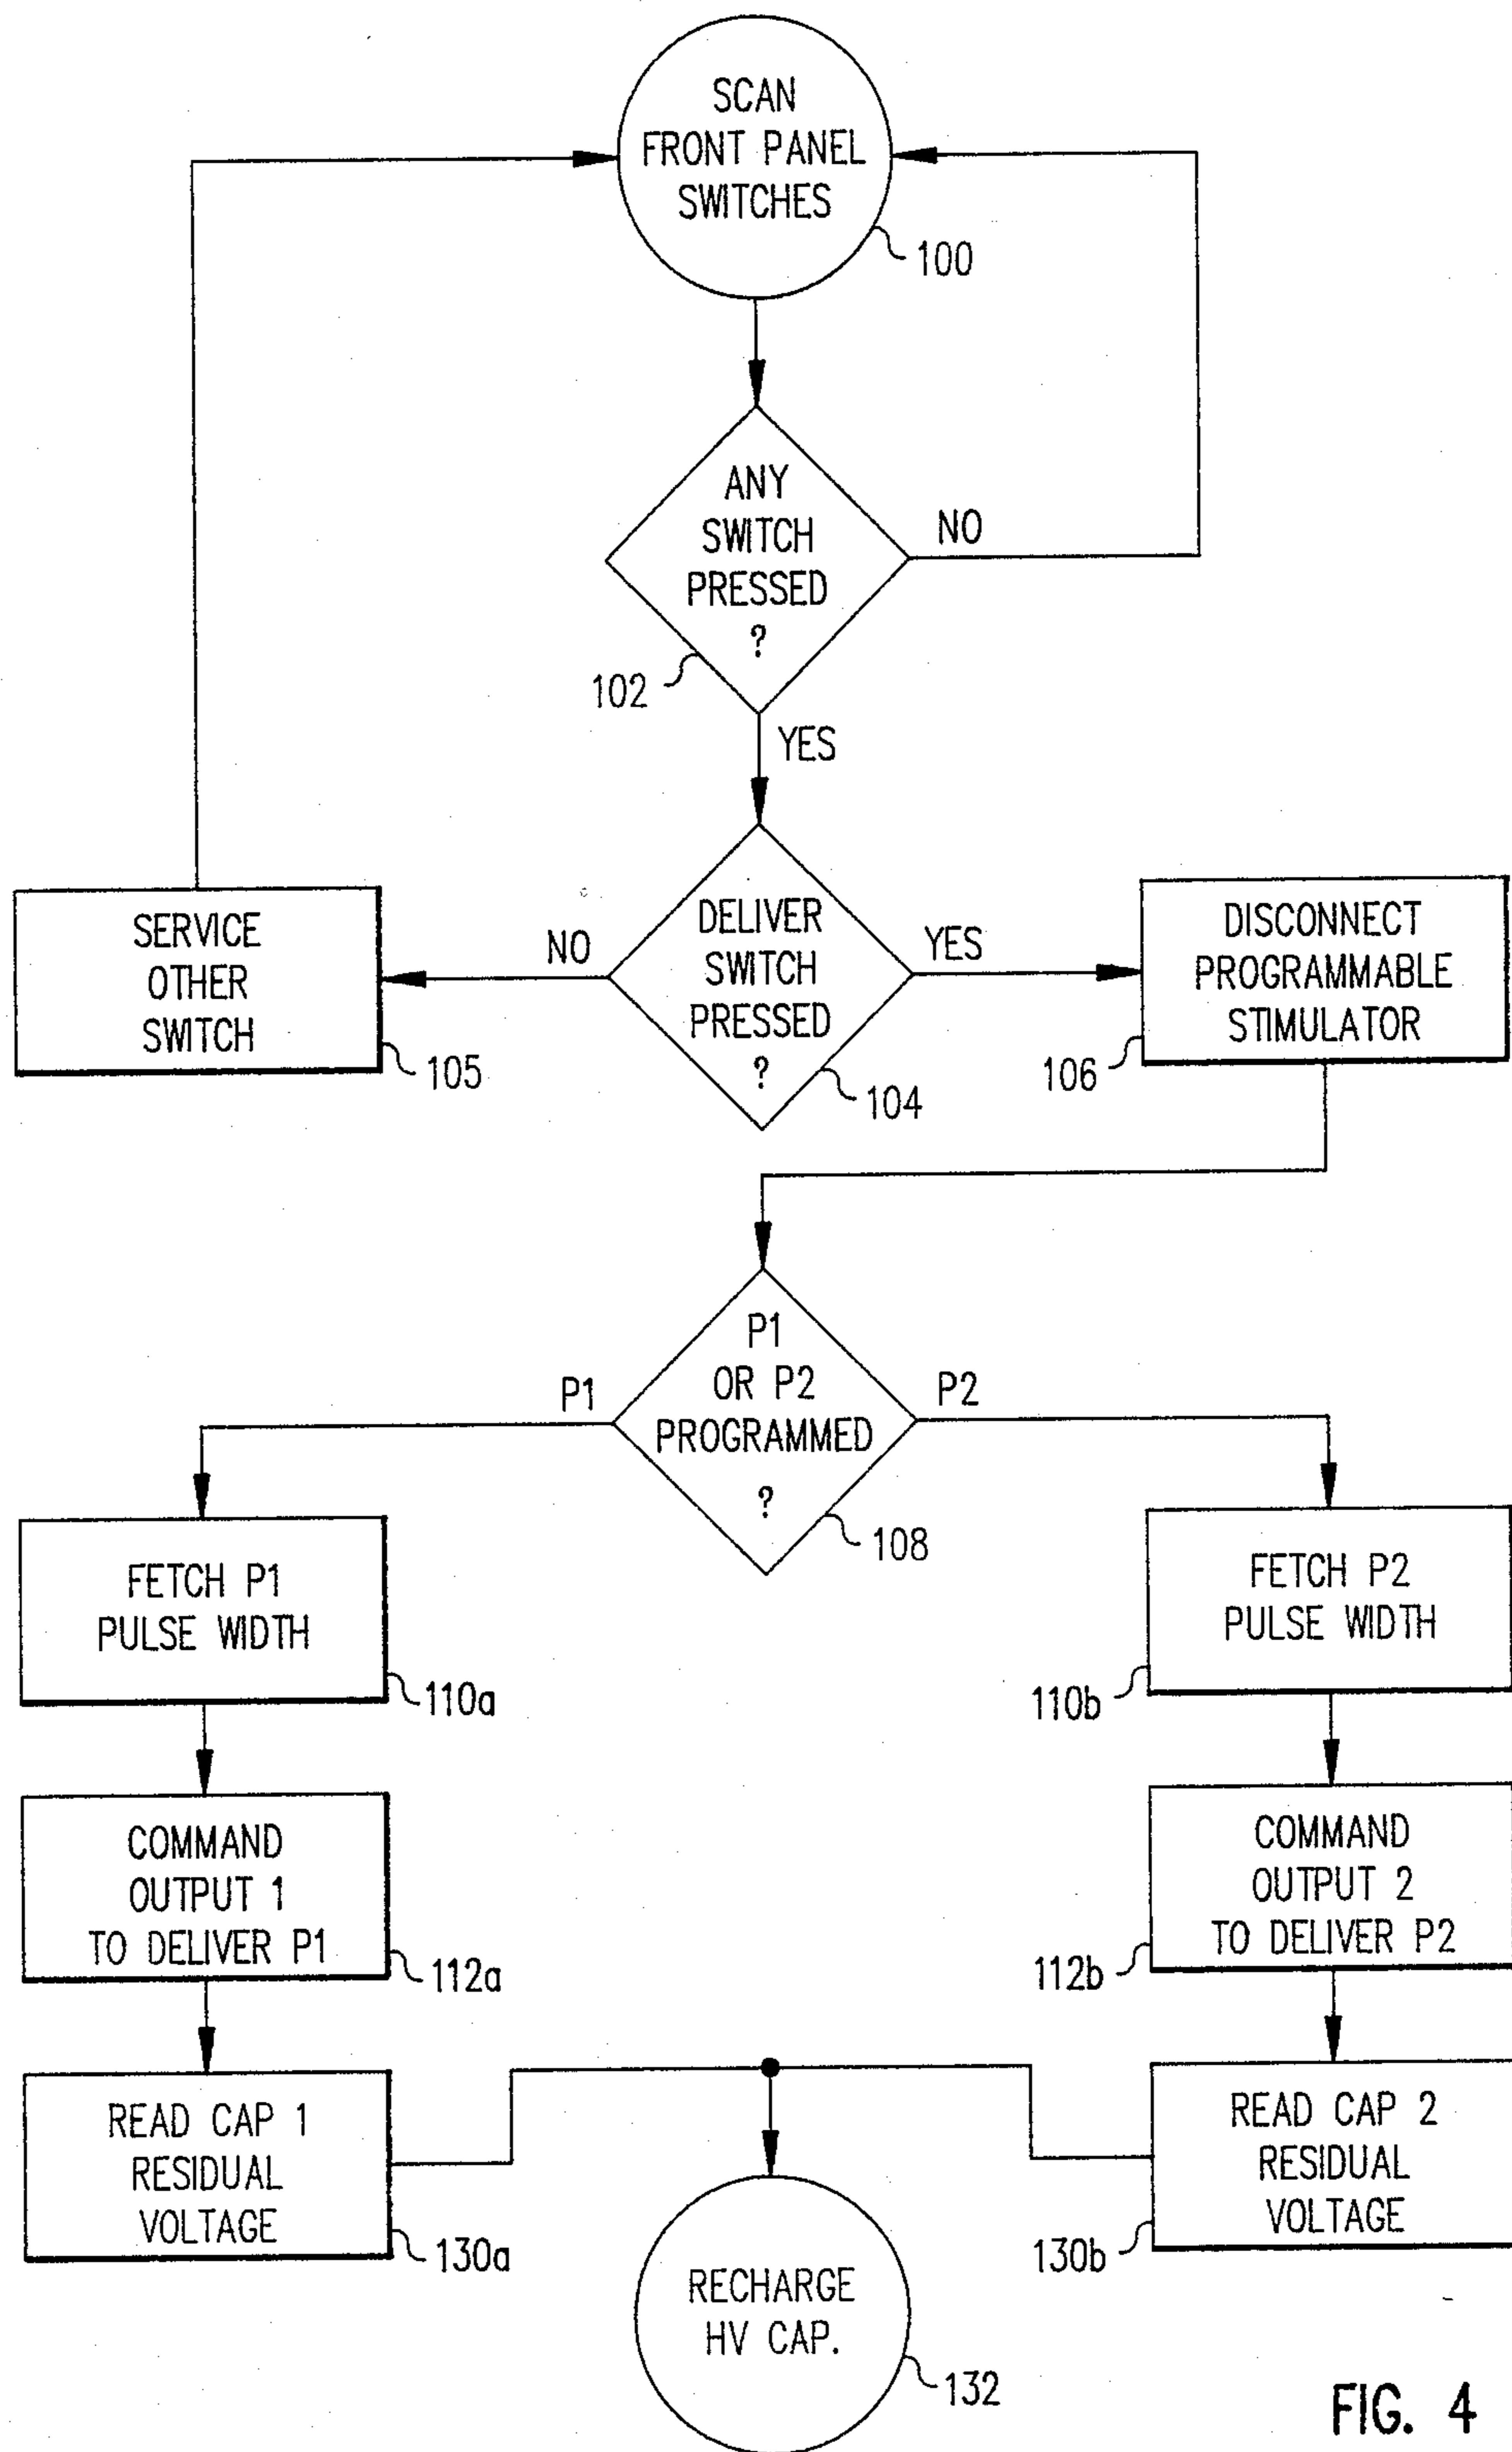 SCAN
FRONT PANEL
SWITCHES
100
ANY
SWITCH
PRESSED
?
NO
102
YES
DELIVER
SWITCH
PRESSED
?
NO
YES
104
SERVICE
OTHER
SWITCH
105
DISCONNECT
PROGRAMMABLE
STIMULATOR
106
P1
OR P2
PROGRAMMED
?
P1
P2
108
FETCH P1
PULSE WIDTH
110a
FETCH P2
PULSE WIDTH
110b
COMMAND
OUTPUT 1
TO DELIVER P1
112a
COMMAND
OUTPUT 2
TO DELIVER P2
112b
READ CAP 1
RESIDUAL
VOLTAGE
130a
READ CAP 2
RESIDUAL
VOLTAGE
130b
RECHARGE
HV CAP.
132
FIG. 4